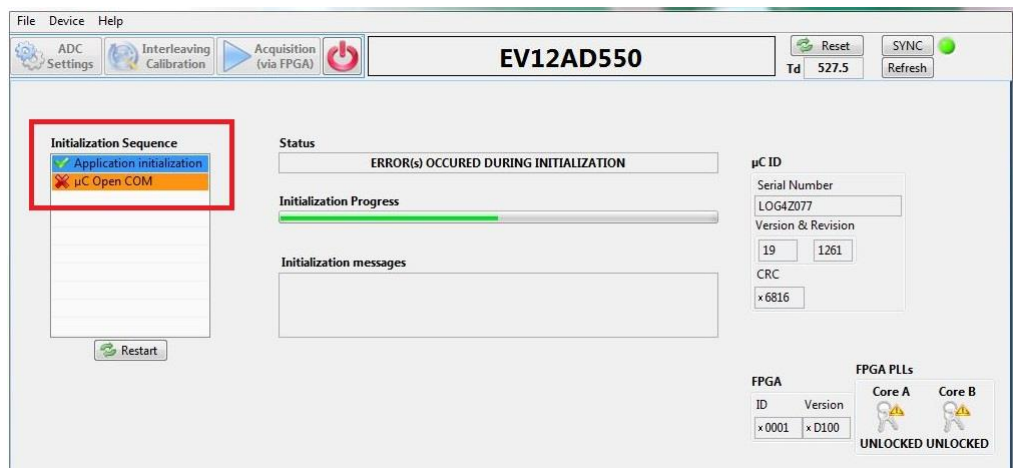 File Device Help
ADC Settings
Interleaving Calibration
Acquisition (via FPGA)
EV12AD550
Reset
Td 527.5
SYNC
Refresh
Initialization Sequence
Application initialization
µC Open COM
Restart
Status
ERROR(s) OCCURED DURING INITIALIZATION
Initialization Progress
Initialization messages
µC ID
Serial Number
LOG4Z077
Version & Revision
19 1261
CRC
x6816
FPGA
ID Version
x0001 xD100
FPGA PLLs
Core A Core B
UNLOCKED UNLOCKED